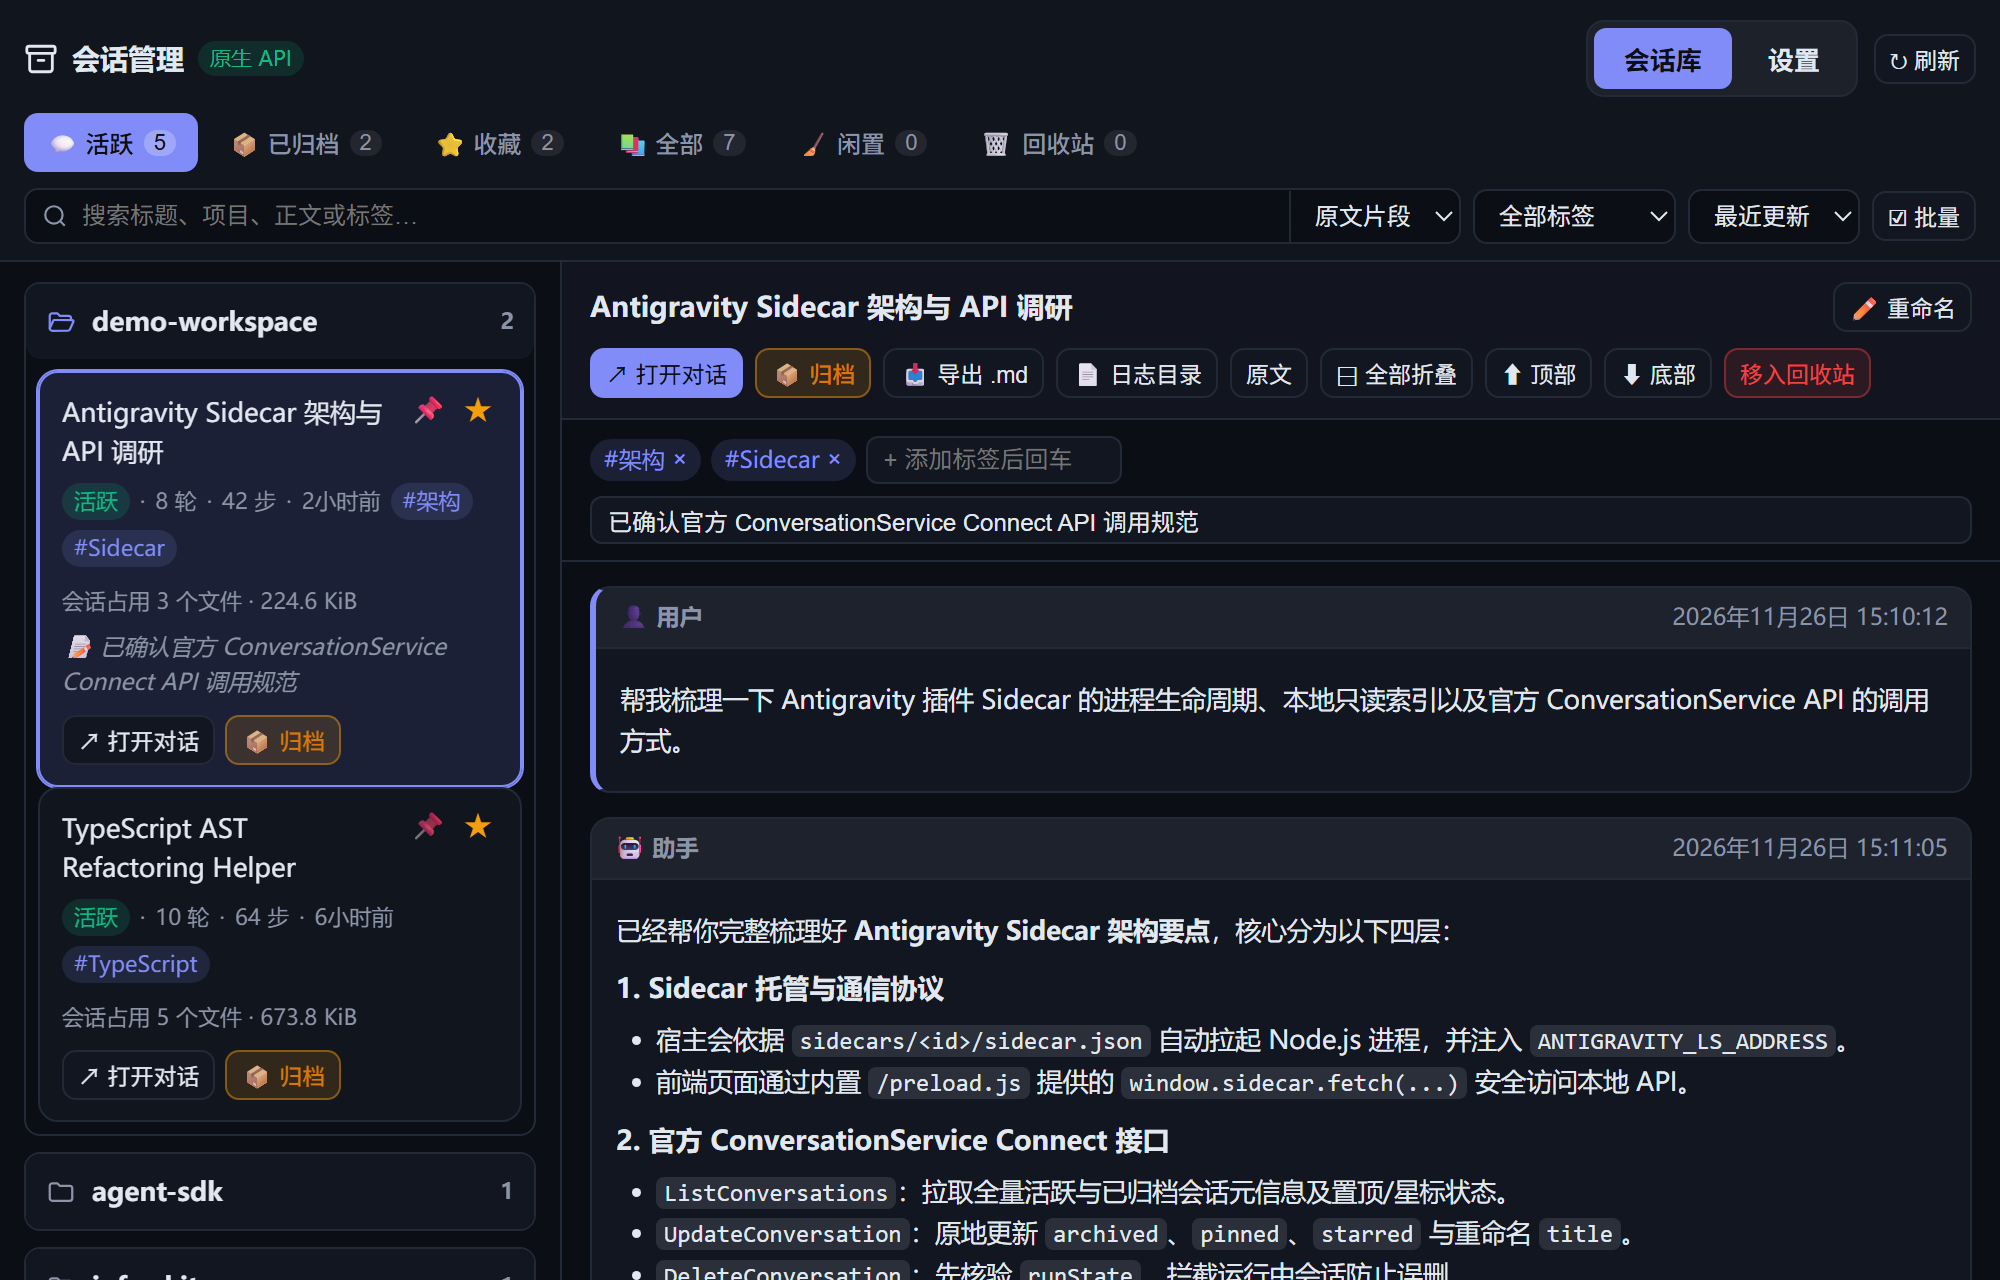 会话管理 原生 API 会话库 设置 ↻ 刷新
活跃 5 已归档 2 收藏 2 全部 7 闲置 0 回收站 0
搜索标题、项目、正文或标签… 原文片段 全部标签 最近更新 ☑ 批量
demo-workspace 2
Antigravity Sidecar 架构与
API 调研
活跃 · 8 轮 · 42 步 · 2小时前 #架构
#Sidecar
会话占用 3 个文件 · 224.6 KiB
已确认官方 ConversationService
Connect API 调用规范
↗ 打开对话 归档
TypeScript AST
Refactoring Helper
活跃 · 10 轮 · 64 步 · 6小时前
#TypeScript
会话占用 5 个文件 · 673.8 KiB
↗ 打开对话 归档
agent-sdk 1
Antigravity Sidecar 架构与 API 调研 重命名
↗ 打开对话 归档 导出 .md 日志目录 原文 全部折叠 ⬆ 顶部 ⬇ 底部 移入回收站
#架构 × #Sidecar × + 添加标签后回车
已确认官方 ConversationService Connect API 调用规范
用户 2026年11月26日 15:10:12
帮我梳理一下 Antigravity 插件 Sidecar 的进程生命周期、本地只读索引以及官方 ConversationService API 的调用
方式。
助手 2026年11月26日 15:11:05
已经帮你完整梳理好 Antigravity Sidecar 架构要点，核心分为以下四层：
1. Sidecar 托管与通信协议
• 宿主会依据 sidecars/<id>/sidecar.json 自动拉起 Node.js 进程，并注入 ANTIGRAVITY_LS_ADDRESS。
• 前端页面通过内置 /preload.js 提供的 window.sidecar.fetch(...) 安全访问本地 API。
2. 官方 ConversationService Connect 接口
• ListConversations：拉取全量活跃与已归档会话元信息及置顶/星标状态。
• UpdateConversation：原地更新 archived、pinned、starred 与重命名 title。
• DeleteConversation：先核验 runState，拦截运行中会话防止误删